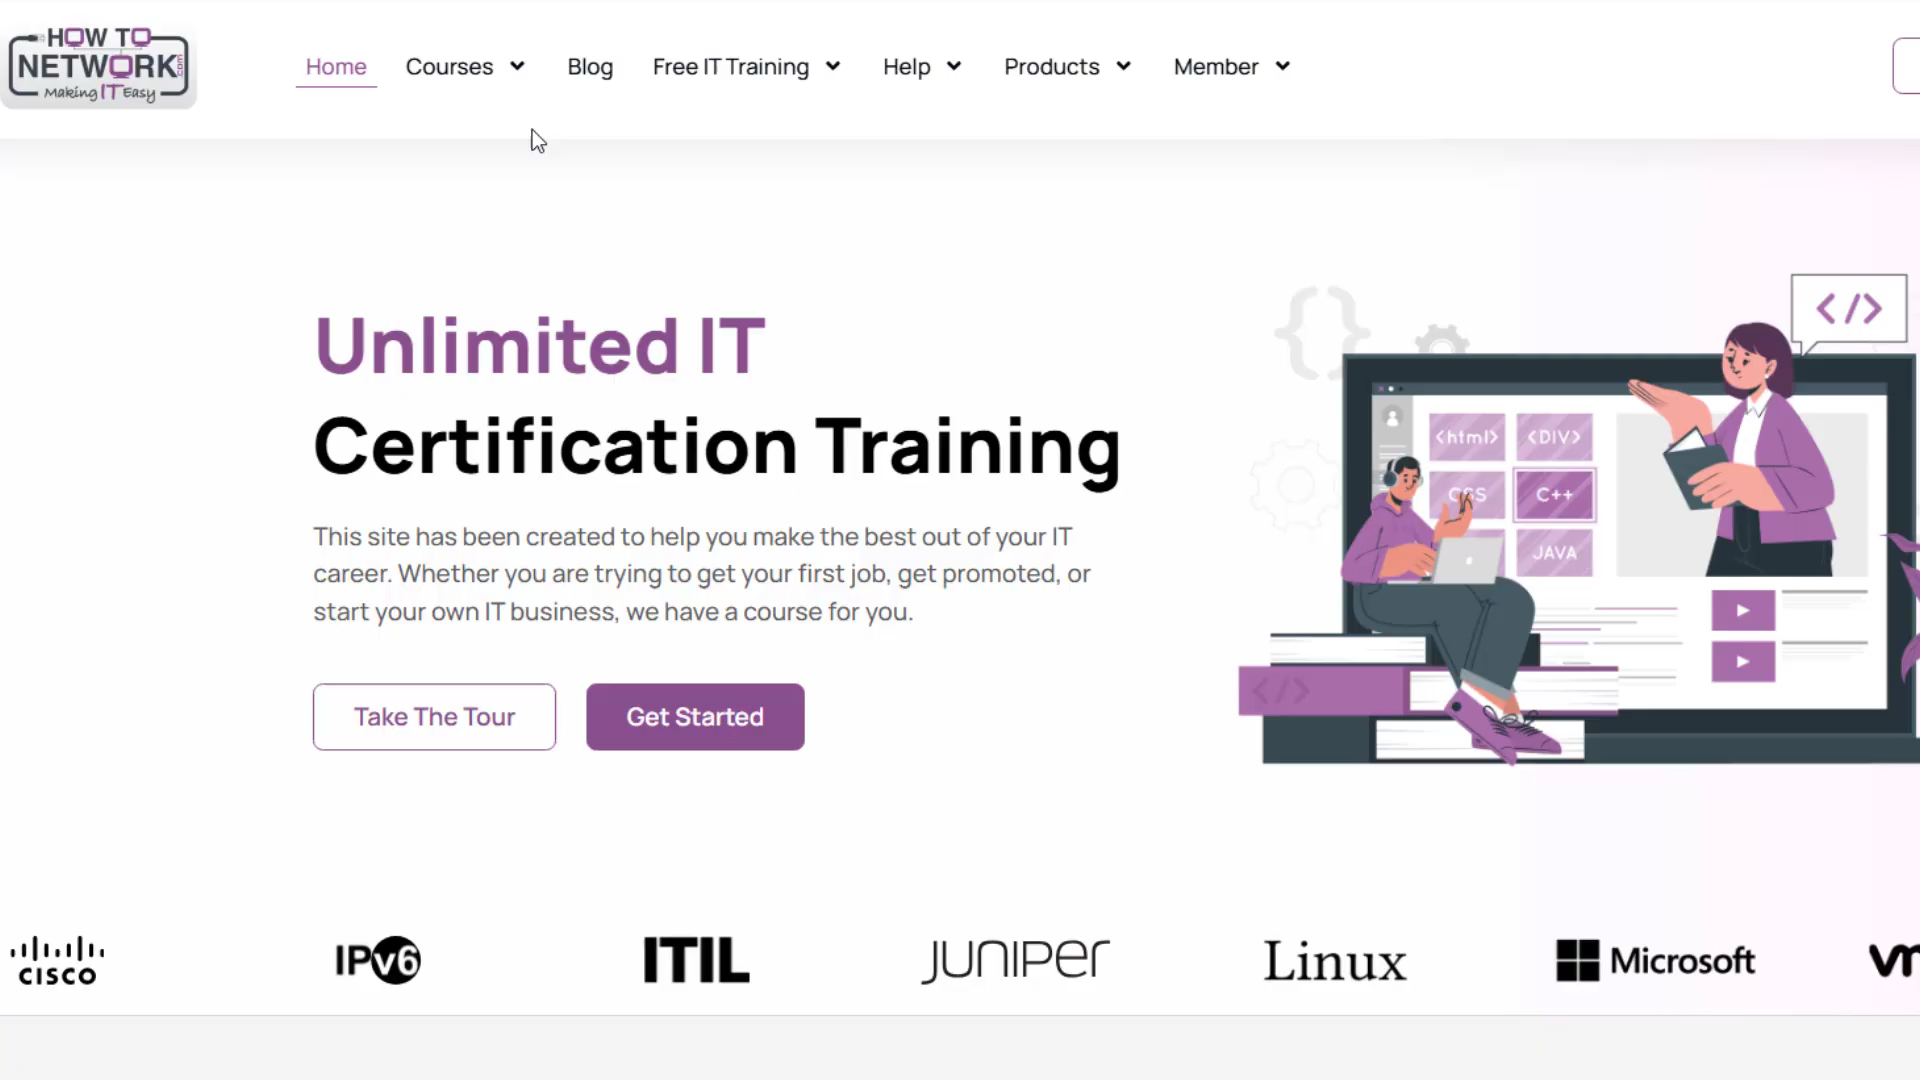 HOW TO
NETWORK.com
Making IT Easy
Home
Courses
Blog
Free IT Training
Help
Products
Member
Unlimited IT
Certification Training
This site has been created to help you make the best out of your IT
career. Whether you are trying to get your first job, get promoted, or
start your own IT business, we have a course for you.
Take The Tour
Get Started
</>
<html>
<DIV>
CSS
C++
JAVA
</>
CISCO
IPv6
ITIL
JUNIPer
Linux
Microsoft